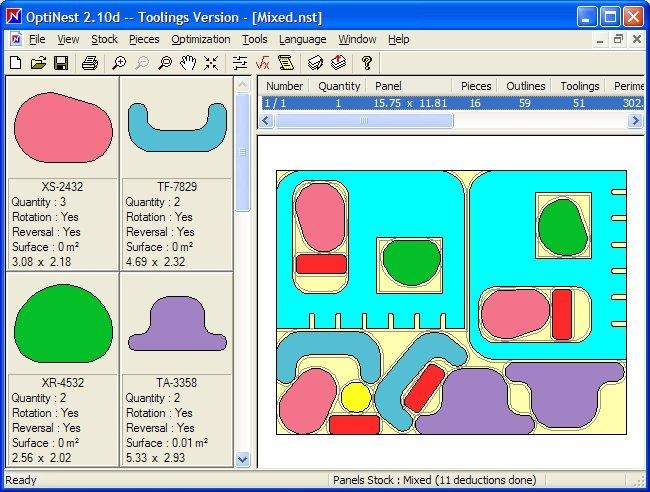 OptiNest 2.10d -- Toolings Version - [Mixed.nst]
File View Stock Pieces Optimization Tools Language Window Help
Number Quantity Panel Pieces Outlines Toolings Perime
1 / 1 1 15.75 x 11.81 16 59 51 302.
XS-2432
Quantity : 3
Rotation : Yes
Reversal : Yes
Surface : 0 m²
3.08 x 2.18
TF-7829
Quantity : 2
Rotation : Yes
Reversal : Yes
Surface : 0 m²
4.69 x 2.32
XR-4532
Quantity : 2
Rotation : Yes
Reversal : Yes
Surface : 0 m²
2.56 x 2.02
TA-3358
Quantity : 2
Rotation : Yes
Reversal : Yes
Surface : 0.01 m²
5.33 x 2.93
Ready Panels Stock : Mixed (11 deductions done)